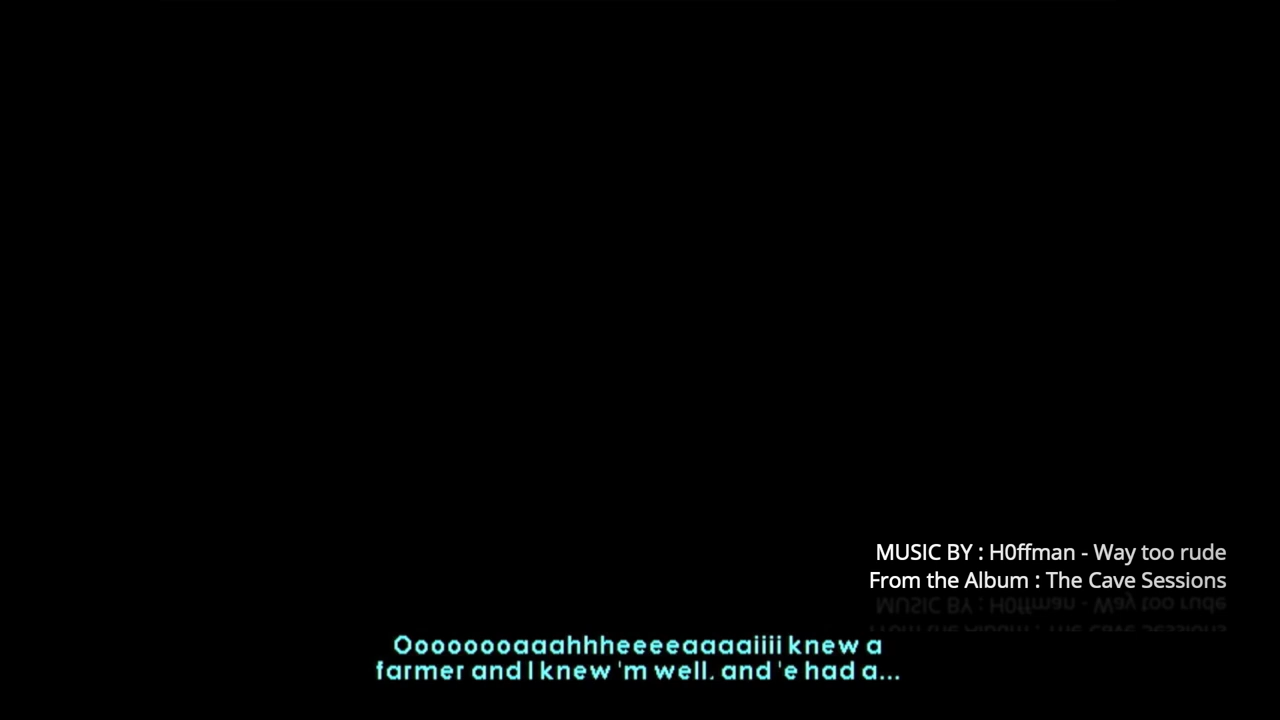 MUSIC BY : H0ffman - Way too rude
From the Album : The Cave Sessions
Ooooooooaaahhheeeeaaaaiiii knew a
farmer and I knew 'm well. and 'e had a...